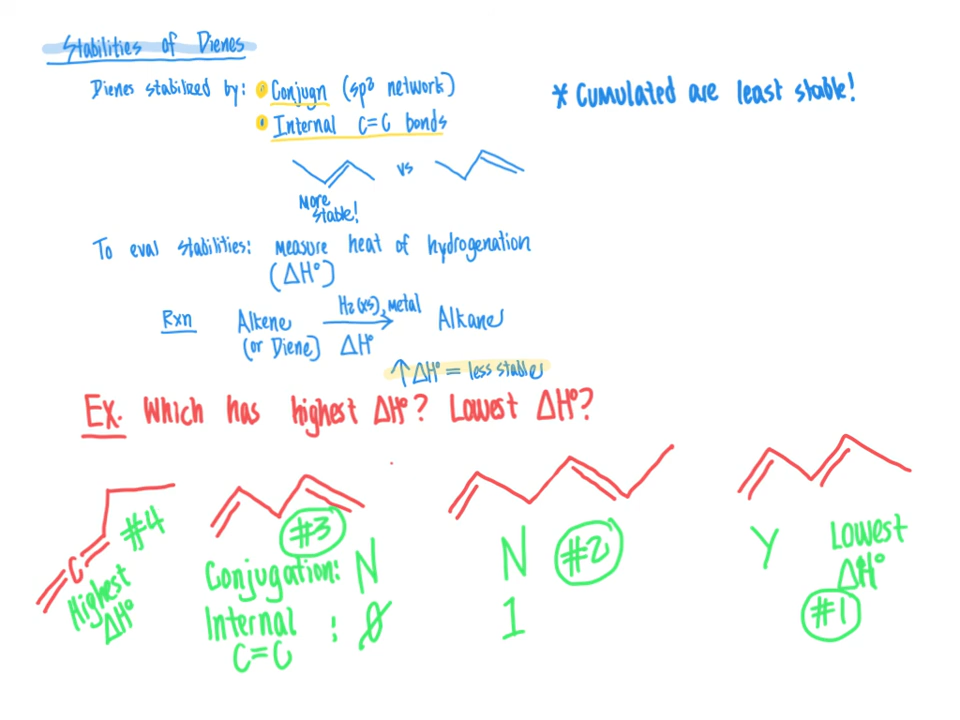 Stabilities of Dienes
Dienes stabilized by: • Conjugn (sp² network)
• Internal C=C bonds
* Cumulated are least stable!
vs
More stable!
To eval stabilities: measure heat of hydrogenation
(ΔH°)
Rxn Alkene (or Diene) H₂(xs), metal ΔH° Alkane
↑ΔH° = less stable
Ex. Which has highest ΔH°? Lowest ΔH°?
C
#4
Highest ΔH°
#3
Conjugation: N
Internal C=C : 0
#2
N
1
Y
Lowest ΔH°
#1